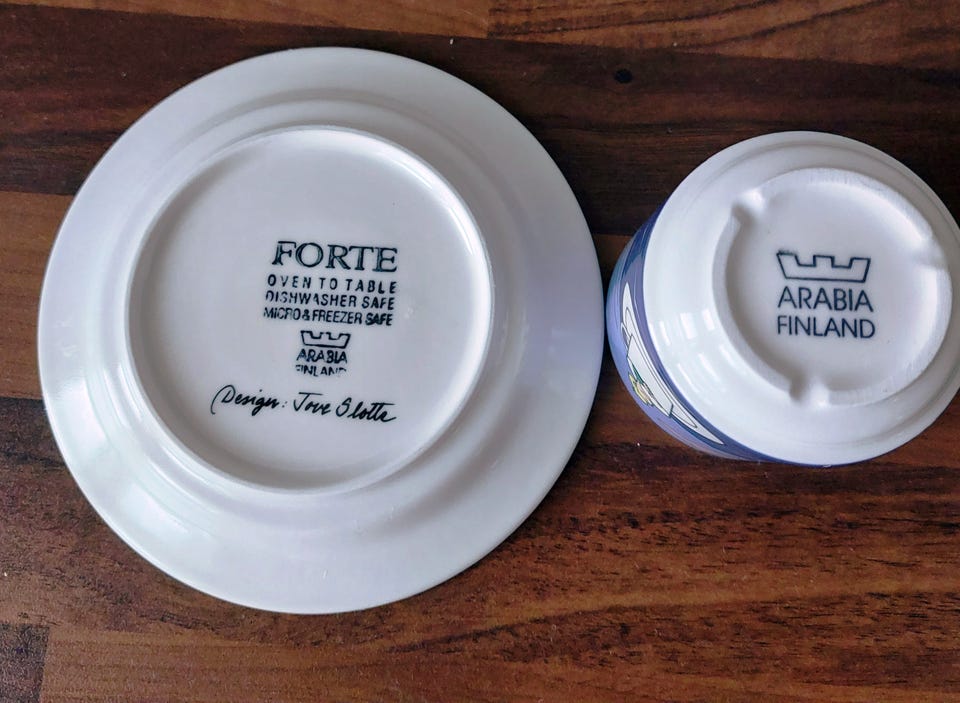 FORTE
OVEN TO TABLE
DISHWASHER SAFE
MICRO & FREEZER SAFE
ARABIA
FINLAND
Design: Tove Slotte
ARABIA
FINLAND